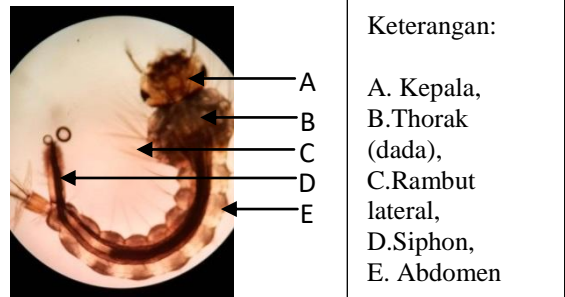 A
B
C
D
E
Keterangan:
A. Kepala,
B.Thorak
(dada),
C.Rambut
lateral,
D.Siphon,
E. Abdomen